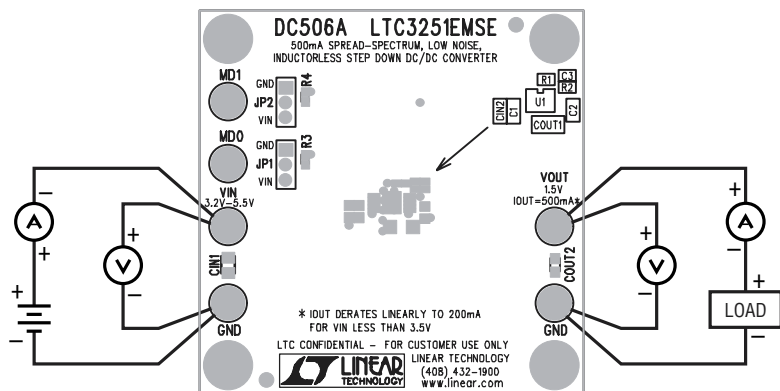 DC506A LTC3251EMSE
500mA SPREAD-SPECTRUM, LOW NOISE,
INDUCTORLESS STEP DOWN DC/DC CONVERTER
MD1
GND
JP2
VIN
R4
MD0
GND
JP1
VIN
R3
R1
C3
R2
CIN2
C1
U1
C2
COUT1
VIN
3.2V-5.5V
VOUT
1.5V
IOUT=500mA*
- A +
+ V -
+ -
CIN1
GND
COUT2
GND
+ V -
+ A -
+
LOAD
-
* IOUT DERATES LINEARLY TO 200mA
FOR VIN LESS THAN 3.5V
LTC CONFIDENTIAL - FOR CUSTOMER USE ONLY
LT LINEAR
TECHNOLOGY
LINEAR TECHNOLOGY
(408) 432-1900
www.linear.com